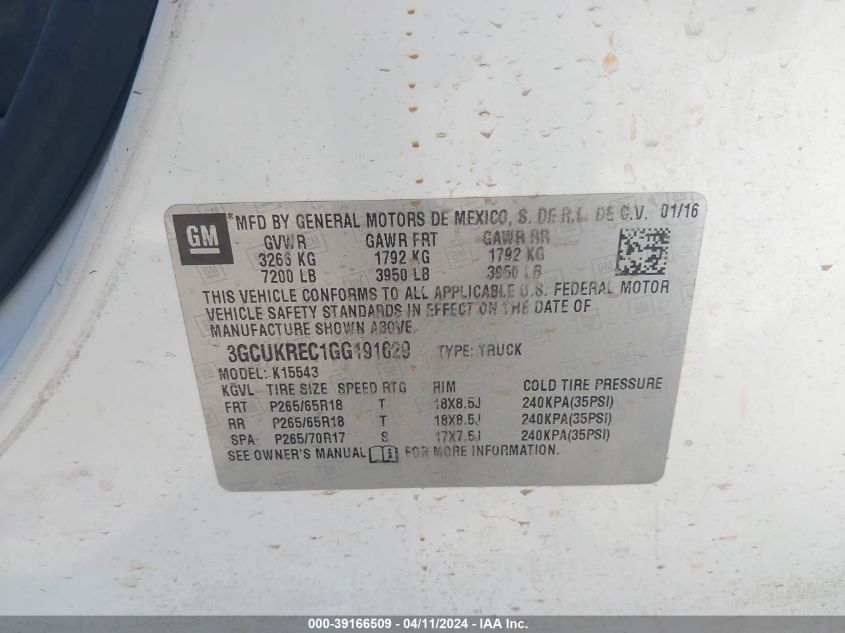 GM
* MFD BY GENERAL MOTORS DE MEXICO, S. DE R.L. DE C.V. 01/16
GVWR GAWR FRT GAWR RR
3266 KG 1792 KG 1792 KG
7200 LB 3950 LB 3950 LB
THIS VEHICLE CONFORMS TO ALL APPLICABLE U.S. FEDERAL MOTOR
VEHICLE SAFETY STANDARDS IN EFFECT ON THE DATE OF
MANUFACTURE SHOWN ABOVE.
3GCUKREC1GG191629 TYPE: TRUCK
MODEL: K15543
KGVL TIRE SIZE SPEED RTG RIM COLD TIRE PRESSURE
FRT P265/65R18 T 18X8.5J 240KPA(35PSI)
RR P265/65R18 T 18X8.5J 240KPA(35PSI)
SPA P265/70R17 S 17X7.5J 240KPA(35PSI)
SEE OWNER'S MANUAL FOR MORE INFORMATION.
000-39166509 - 04/11/2024 - IAA Inc.